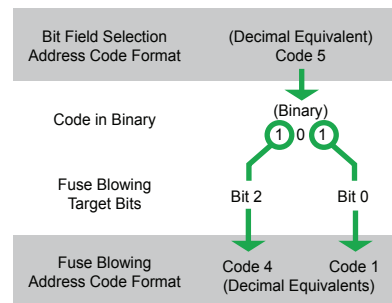 Bit Field Selection
Address Code Format
(Decimal Equivalent)
Code 5
Code in Binary
(Binary)
1 0 1
Fuse Blowing
Target Bits
Bit 2
Bit 0
Fuse Blowing
Address Code Format
Code 4
Code 1
(Decimal Equivalents)